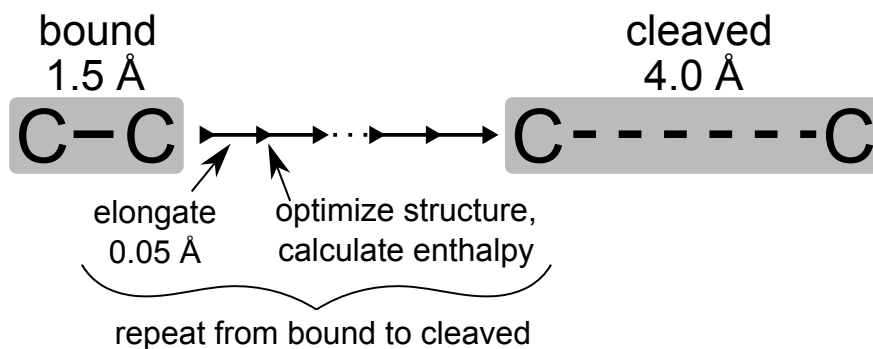 bound
1.5 Å
C – C
cleaved
4.0 Å
C - - - - - - C
elongate
0.05 Å
optimize structure,
calculate enthalpy
repeat from bound to cleaved